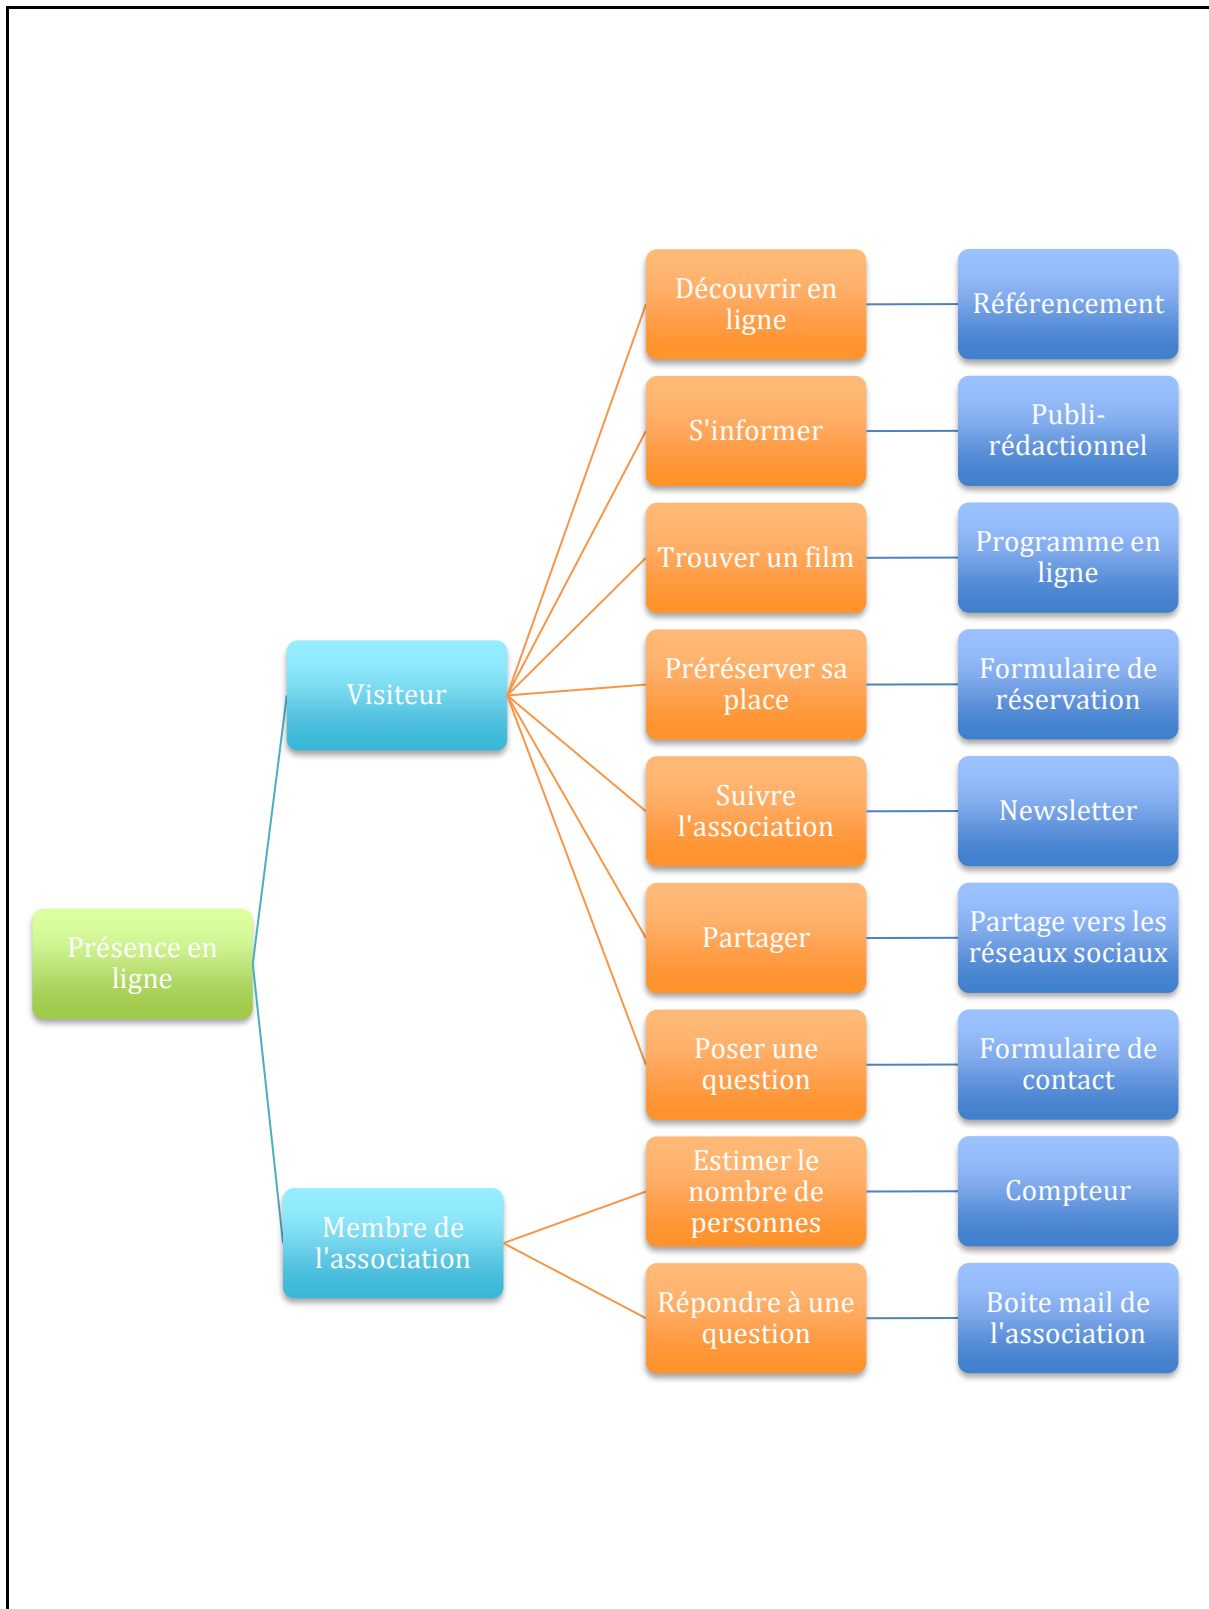 Découvrir en
ligne
Référencement
S'informer
Publi-
rédactionnel
Trouver un film
Programme en
ligne
Visiteur
Préréserver sa
place
Formulaire de
réservation
Suivre
l'association
Newsletter
Présence en
ligne
Partager
Partage vers les
réseaux sociaux
Poser une
question
Formulaire de
contact
Membre de
l'association
Estimer le
nombre de
personnes
Compteur
Répondre à une
question
Boite mail de
l'association